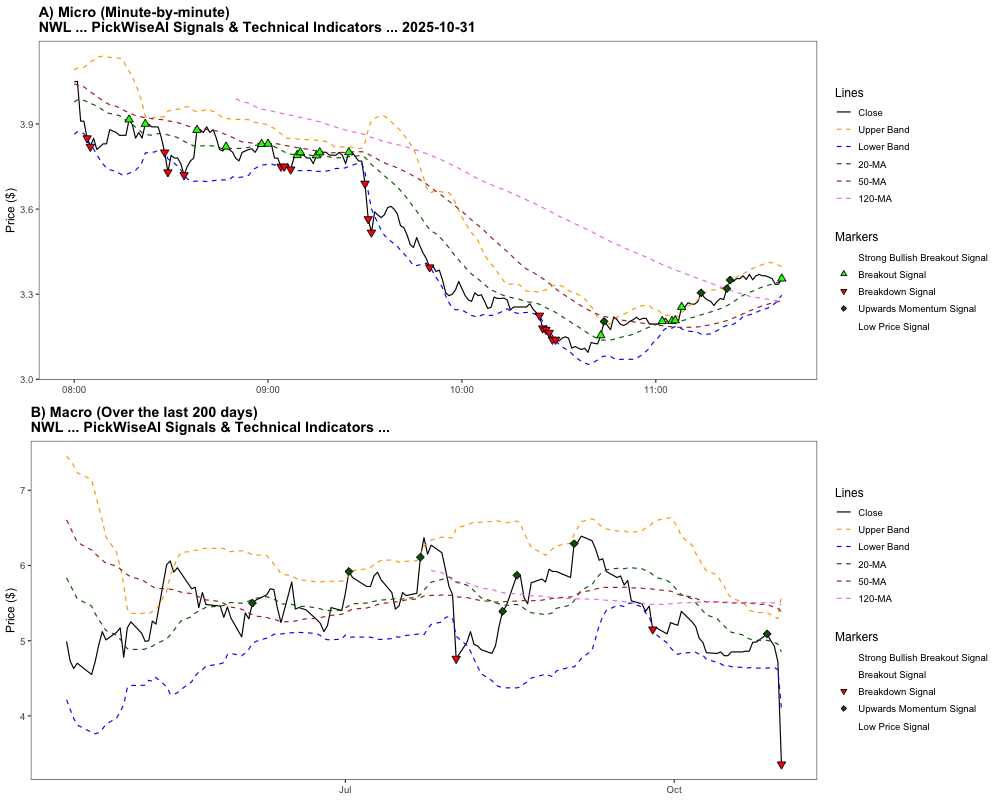 A) Micro (Minute-by-minute)
NWL ... PickWiseAI Signals & Technical Indicators ... 2025-10-31
Price ($)
3.9
3.6
3.3
3.0
08:00
09:00
10:00
11:00
Lines
Close
Upper Band
Lower Band
20-MA
50-MA
120-MA
Markers
Strong Bullish Breakout Signal
Breakout Signal
Breakdown Signal
Upwards Momentum Signal
Low Price Signal
B) Macro (Over the last 200 days)
NWL ... PickWiseAI Signals & Technical Indicators ...
Price ($)
7
6
5
4
Jul
Oct
Lines
Close
Upper Band
Lower Band
20-MA
50-MA
120-MA
Markers
Strong Bullish Breakout Signal
Breakout Signal
Breakdown Signal
Upwards Momentum Signal
Low Price Signal